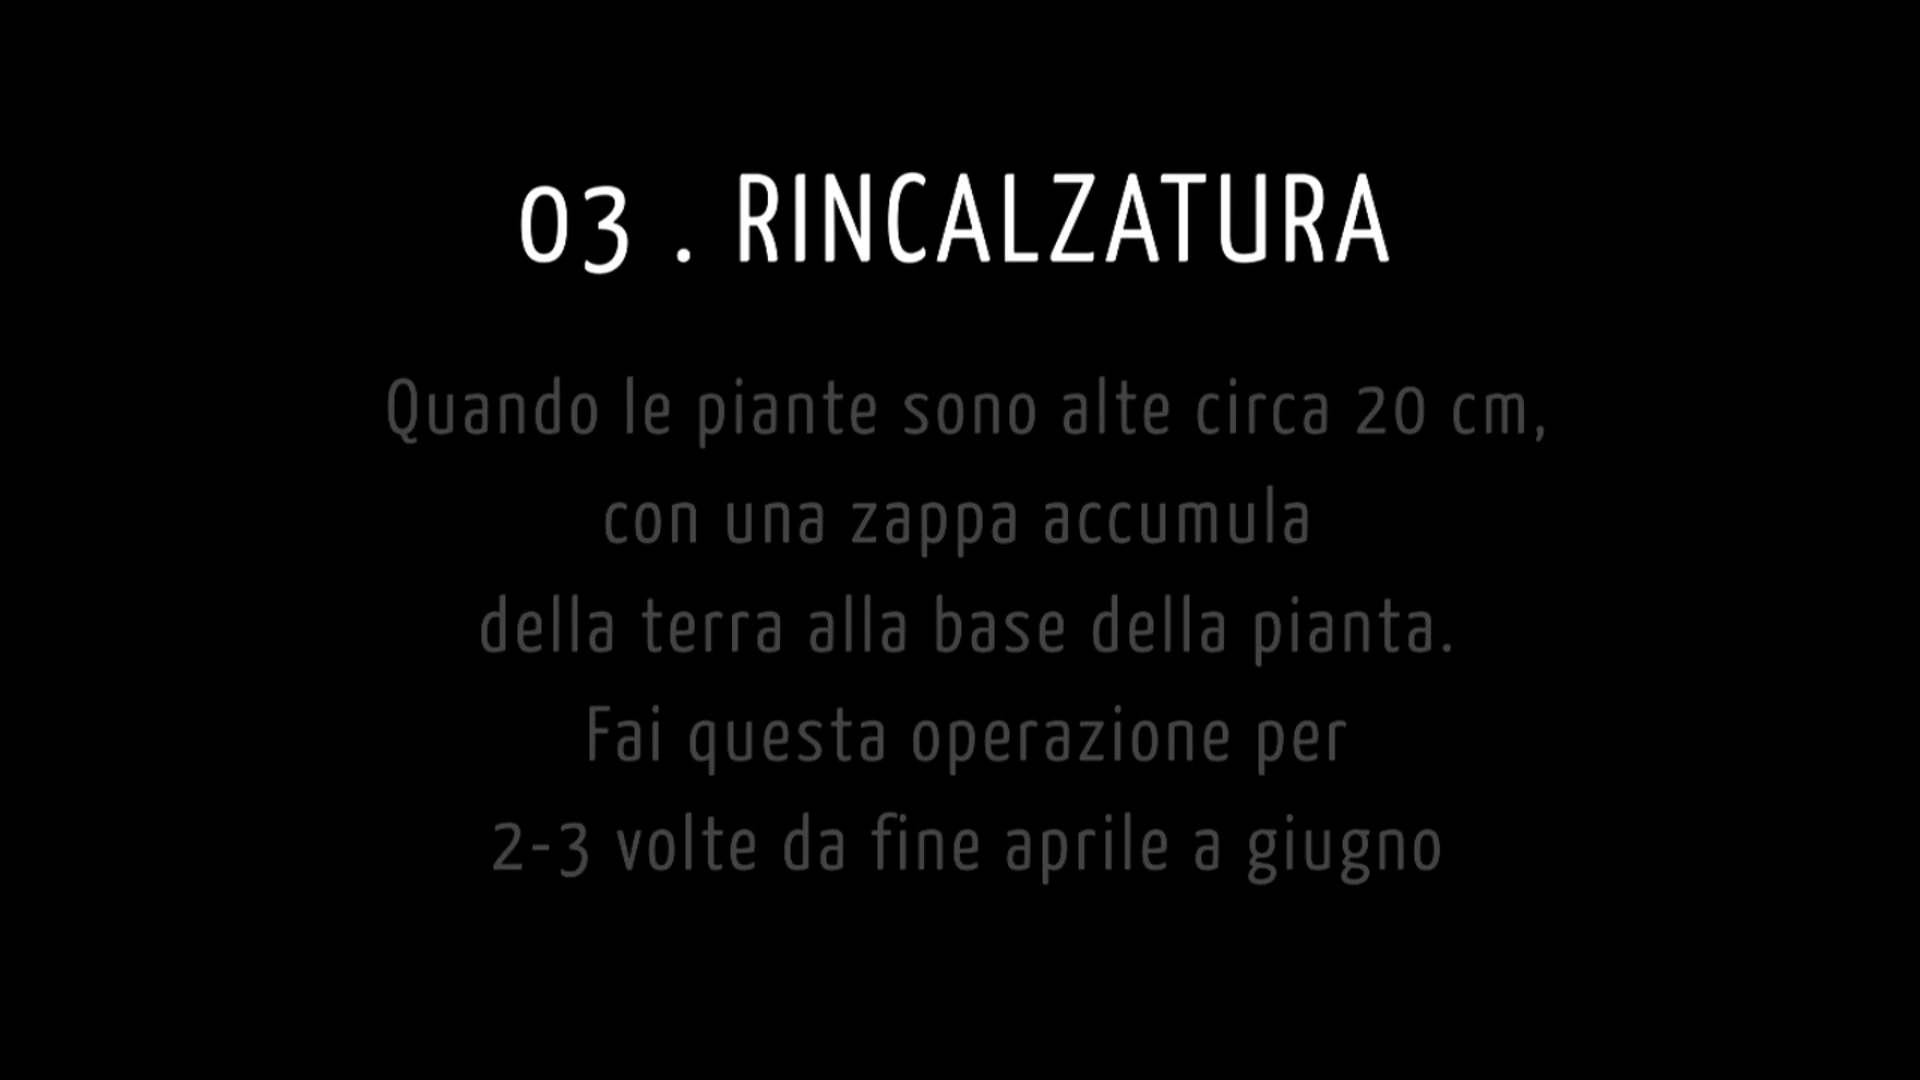 03 . RINCALZATURA
Quando le piante sono alte circa 20 cm,
con una zappa accumula
della terra alla base della pianta.
Fai questa operazione per
2-3 volte da fine aprile a giugno